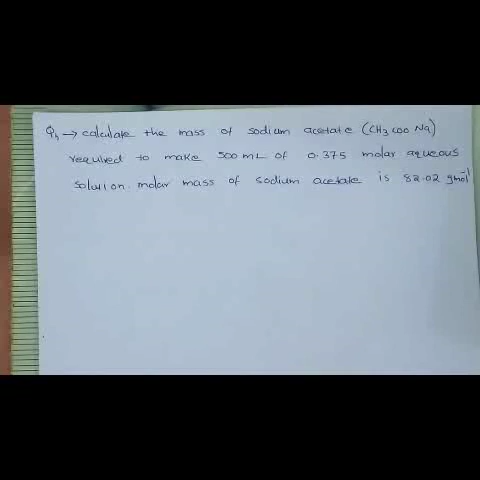 Q, → calculate the mass of sodium acetate (CH3COONa)
required to make 500 mL of 0.375 molar aqueous
solution. molar mass of sodium acetate is 82.02 gmol⁻¹